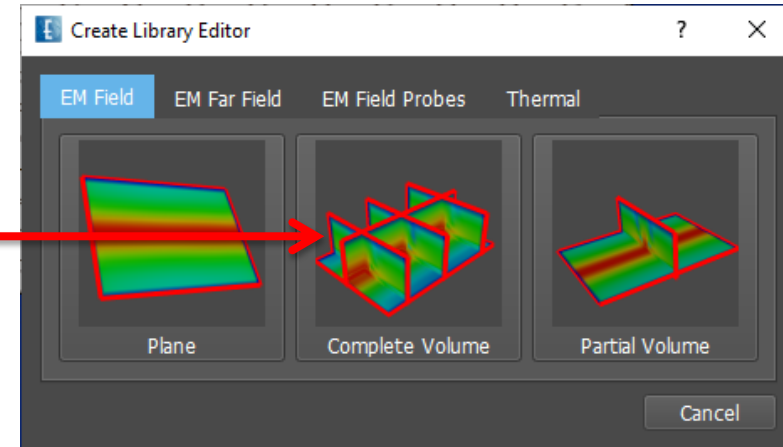 Create Library Editor
EM Field EM Far Field EM Field Probes Thermal
Plane Complete Volume Partial Volume
Cancel